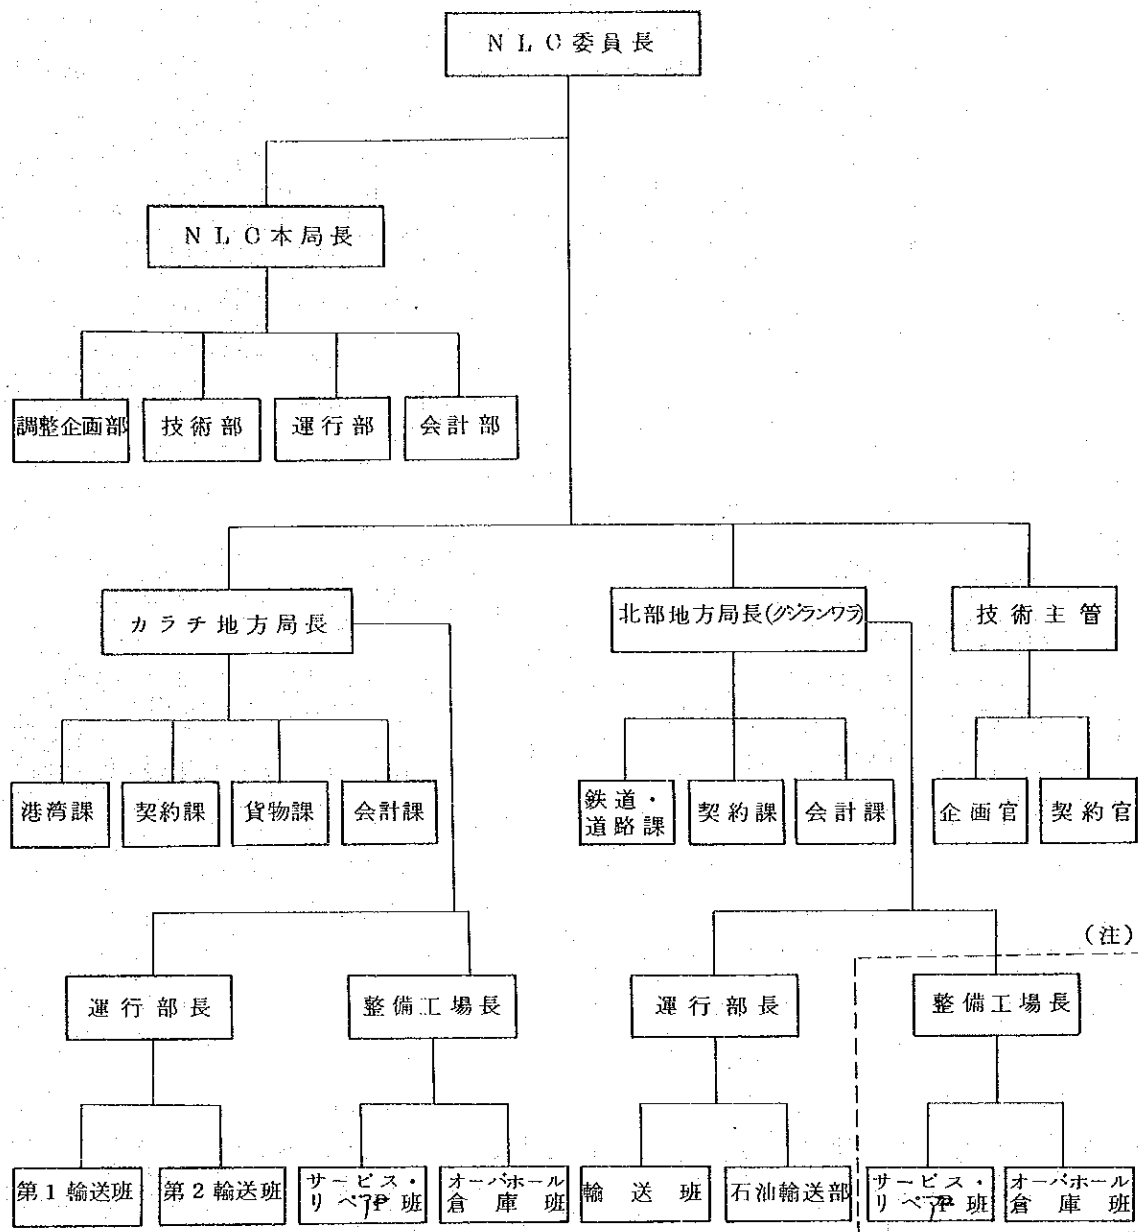 NLC委員長
NLC本局長
調整企画部
技術部
運行部
会計部
カラチ地方局長
北部地方局長(クジランワラ)
技術主管
港湾課
契約課
貨物課
会計課
鉄道・
道路課
契約課
会計課
企画官
契約官
(注)
運行部長
整備工場長
運行部長
整備工場長
第1輸送班
第2輸送班
サービス・
リペア班
オーバホール
倉庫班
輸送班
石油輸送部
サービス・
リペア班
オーバホール
倉庫班